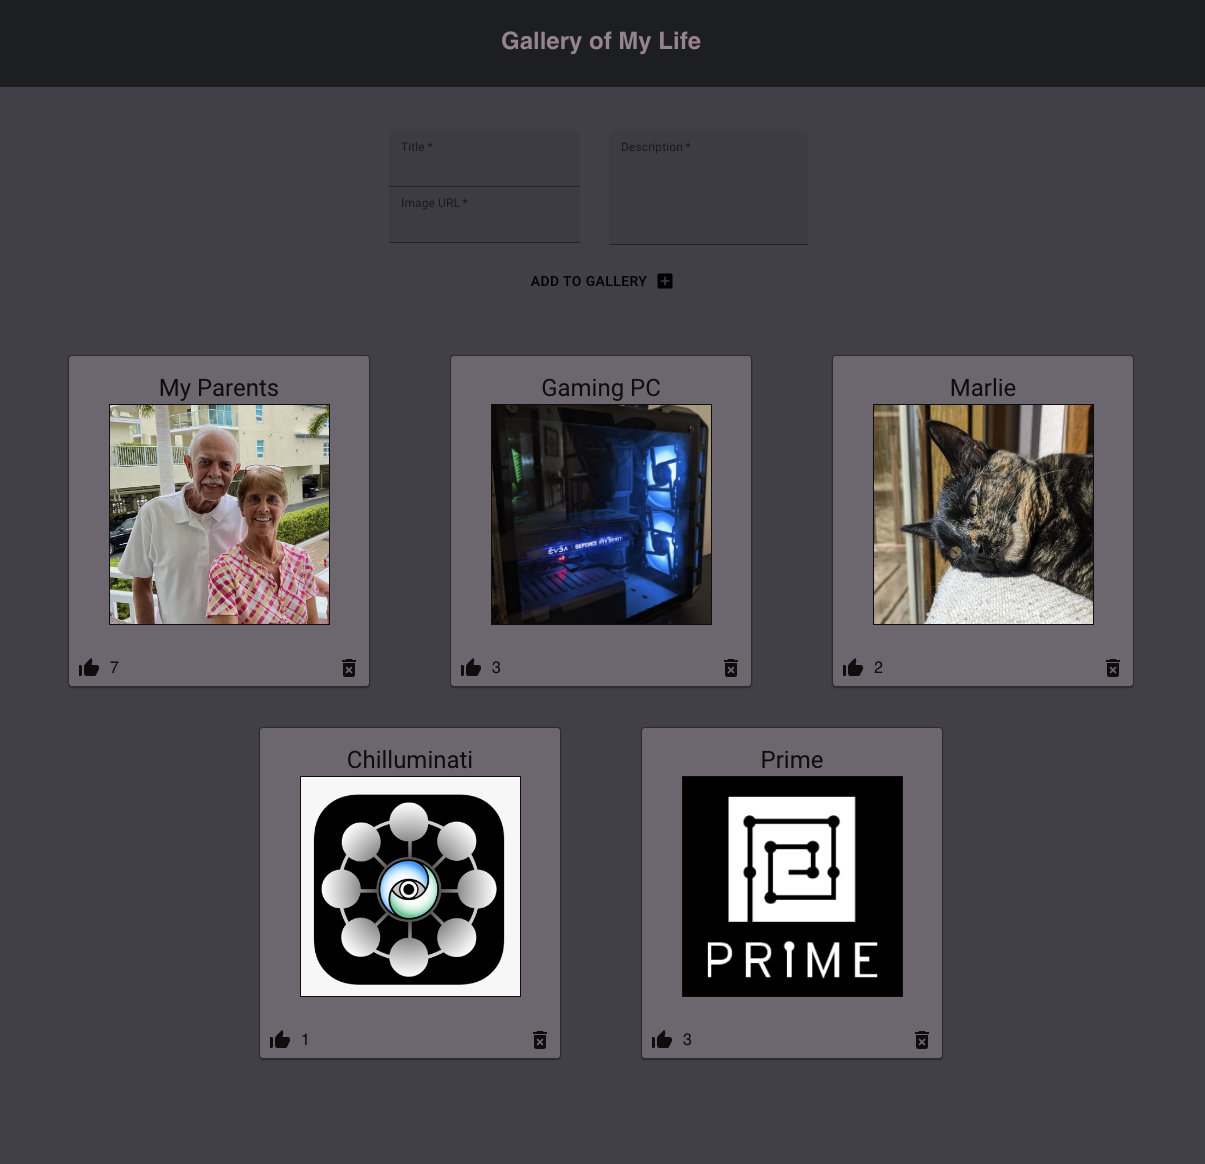 Gallery of My Life
Title *
Description *
Image URL *
ADD TO GALLERY
My Parents
Gaming PC
Marlie
EVGA GEFORCE RTX
7
3
2
Chilluminati
Prime
PRIME
1
3